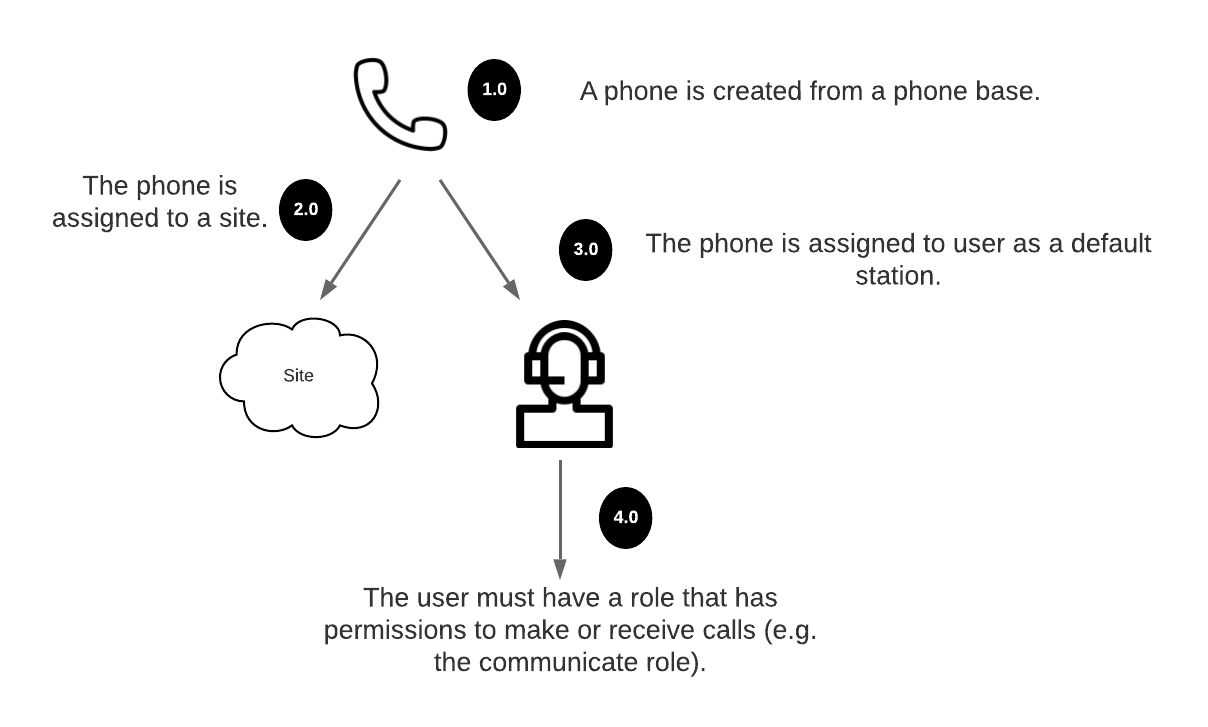 1.0
A phone is created from a phone base.
The phone is
assigned to a site.
2.0
3.0
The phone is assigned to user as a default
station.
Site
4.0
The user must have a role that has
permissions to make or receive calls (e.g.
the communicate role).